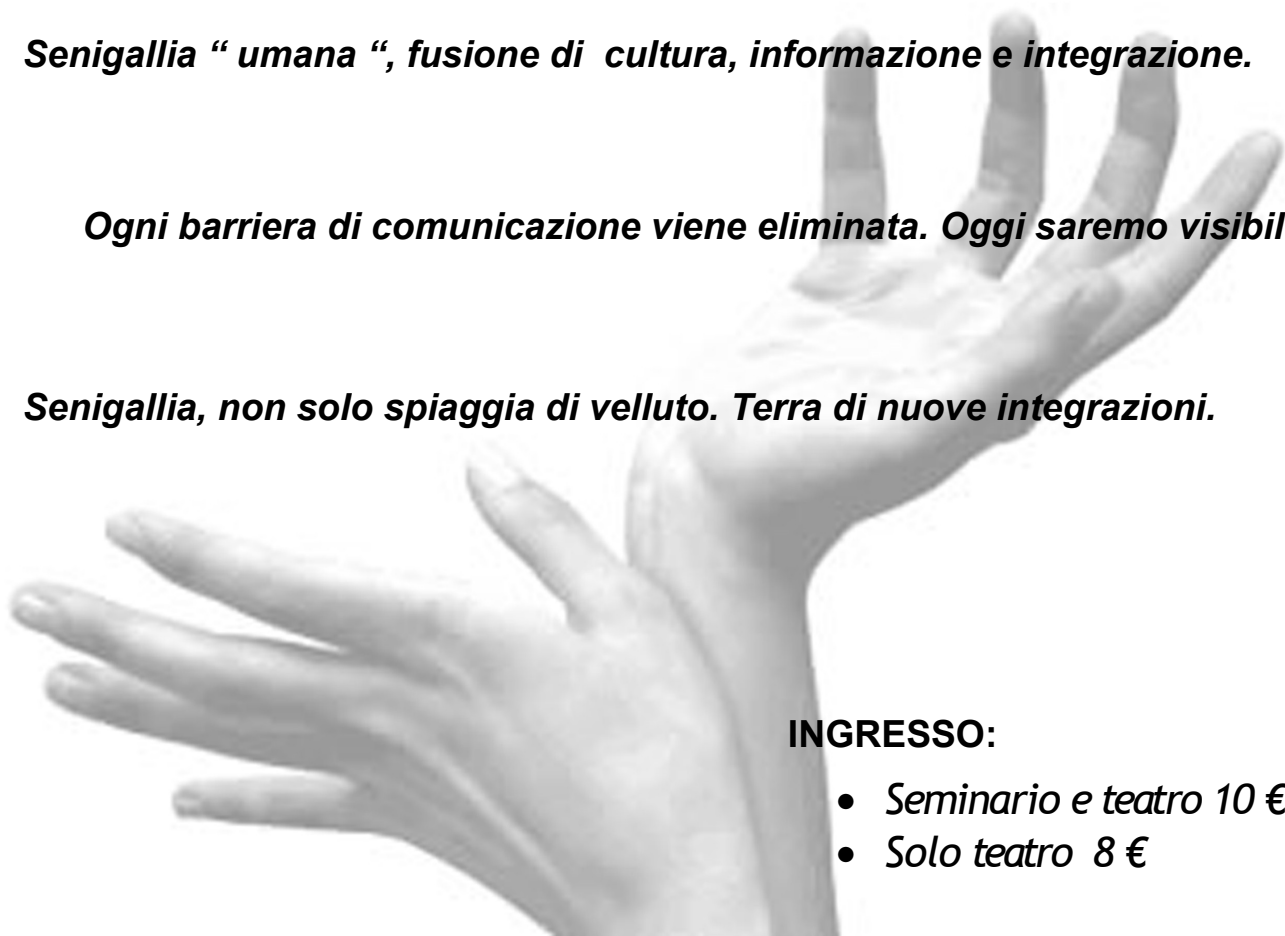 Senigallia “ umana “, fusione di cultura, informazione e integrazione.
Ogni barriera di comunicazione viene eliminata. Oggi saremo visibil
Senigallia, non solo spiaggia di velluto. Terra di nuove integrazioni.
INGRESSO:
• Seminario e teatro 10 €
• Solo teatro 8 €